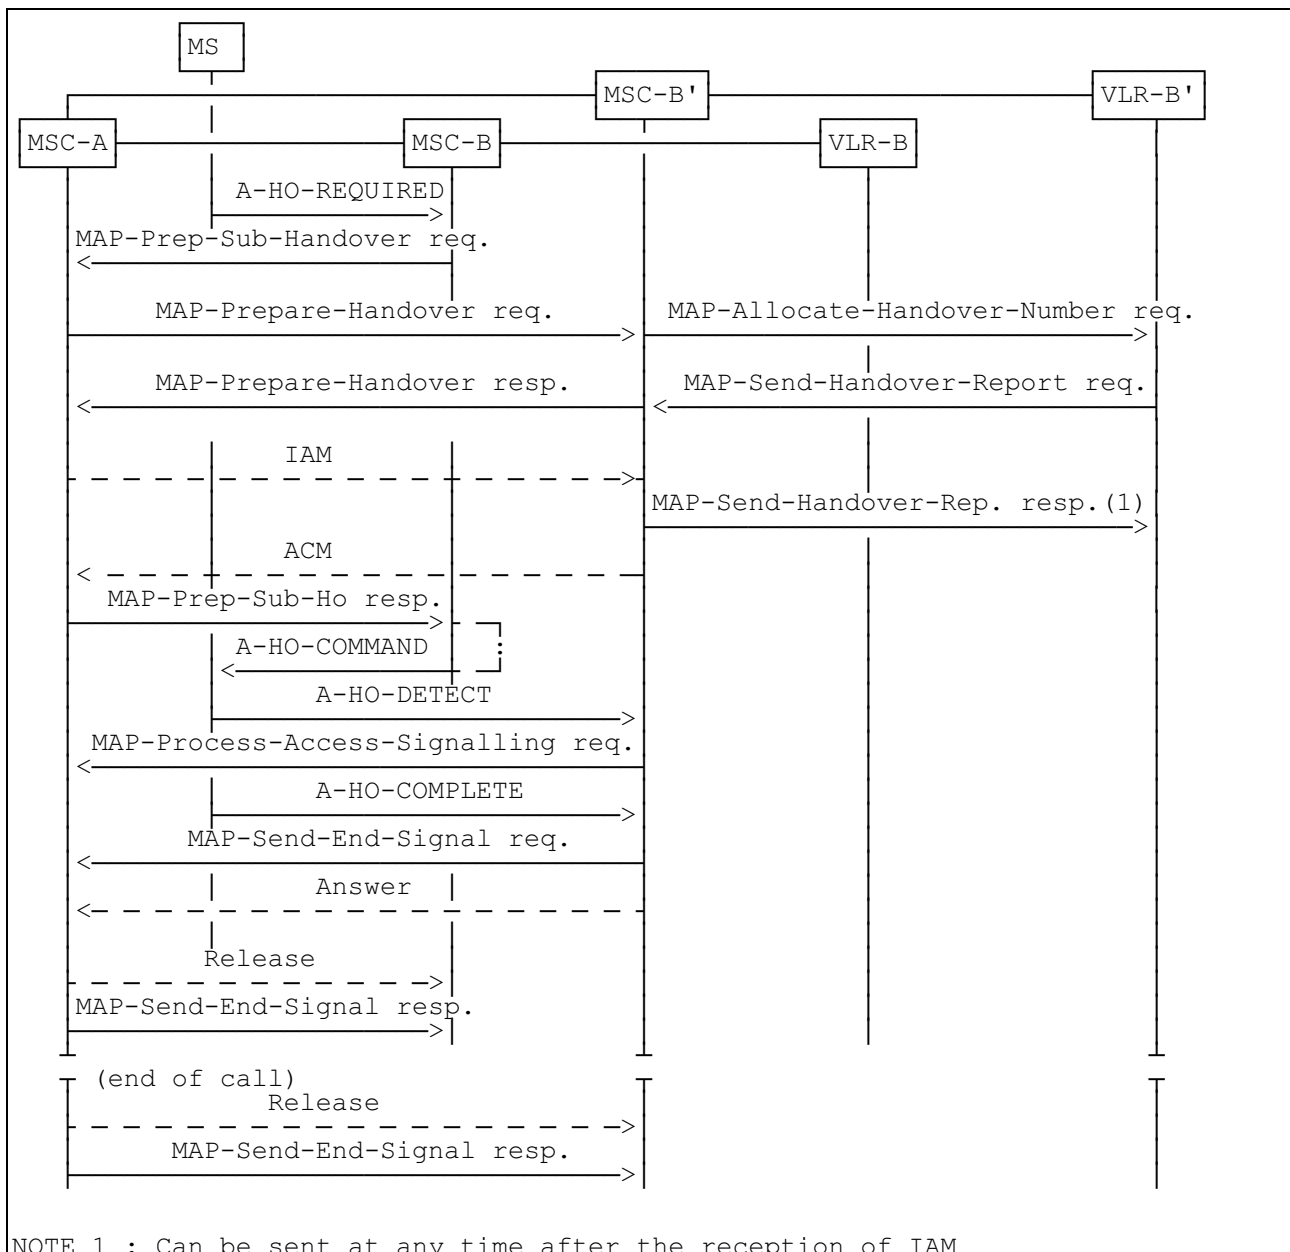 MS
MSC-B' VLR-B'
MSC-A MSC-B VLR-B
A-HO-REQUIRED
MAP-Prep-Sub-Handover req.
MAP-Prepare-Handover req. MAP-Allocate-Handover-Number req.
MAP-Prepare-Handover resp. MAP-Send-Handover-Report req.
IAM
MAP-Send-Handover-Rep. resp.(1)
ACM
MAP-Prep-Sub-Ho resp.
A-HO-COMMAND
A-HO-DETECT
MAP-Process-Access-Signalling req.
A-HO-COMPLETE
MAP-Send-End-Signal req.
Answer
Release
MAP-Send-End-Signal resp.
(end of call)
Release
MAP-Send-End-Signal resp.
NOTE 1 : Can be sent at any time after the reception of IAM